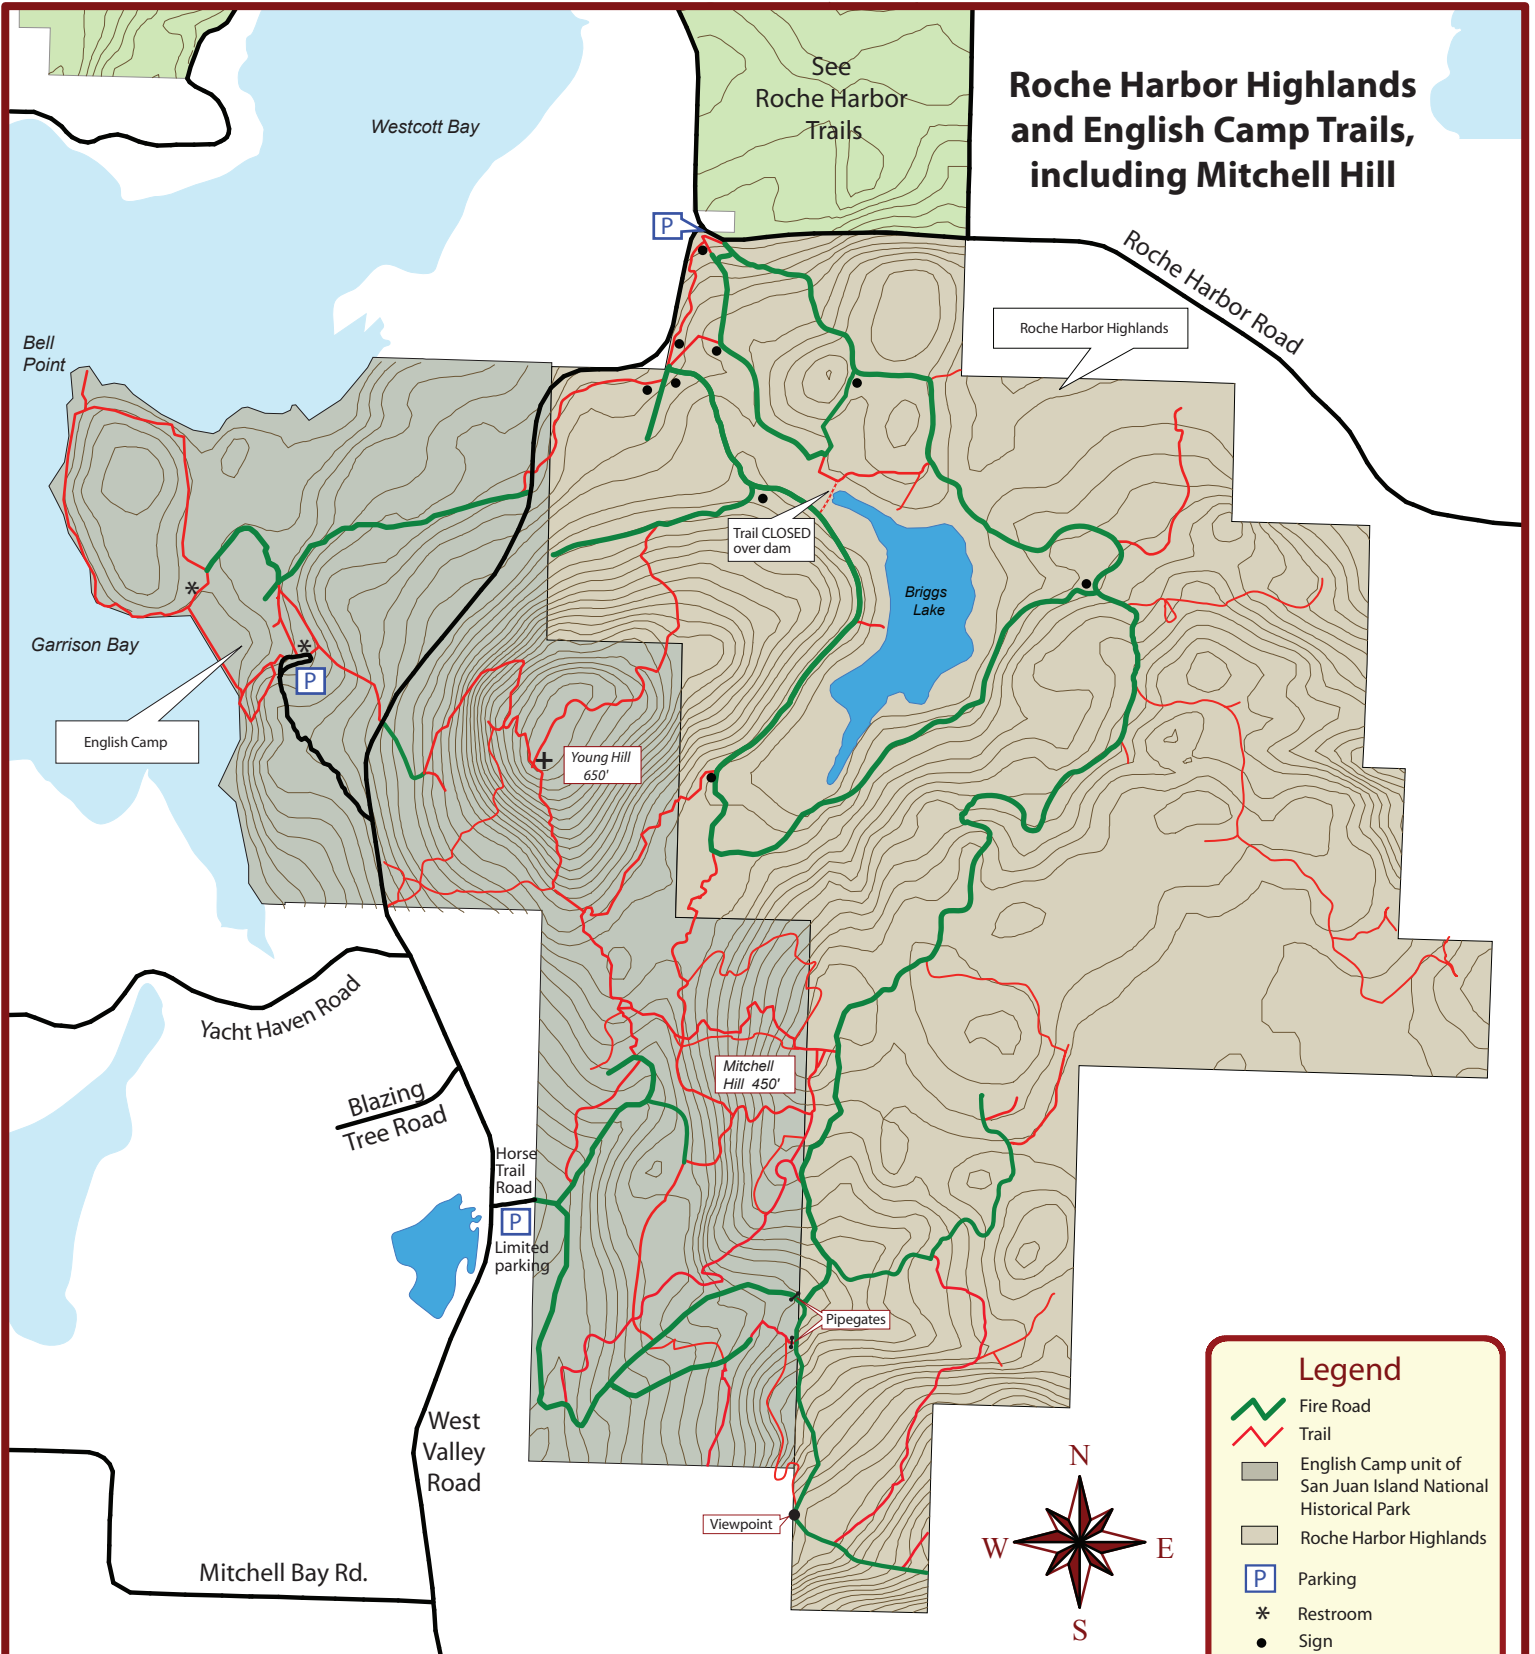 See
Roche Harbor
Trails
Roche Harbor Highlands
and English Camp Trails,
including Mitchell Hill
Westcott Bay
P
Roche Harbor Road
Roche Harbor Highlands
Bell
Point
Trail CLOSED
over dam
Briggs
Lake
Garrison Bay
P
English Camp
Young Hill
650'
Yacht Haven Road
Mitchell
Hill 450'
Blazing
Tree Road
Horse
Trail
Road
P
Limited
parking
Pipegates
West
Valley
Road
Viewpoint
Mitchell Bay Rd.
N
W
E
S
Legend
Fire Road
Trail
English Camp unit of
San Juan Island National
Historical Park
Roche Harbor Highlands
P Parking
Restroom
Sign